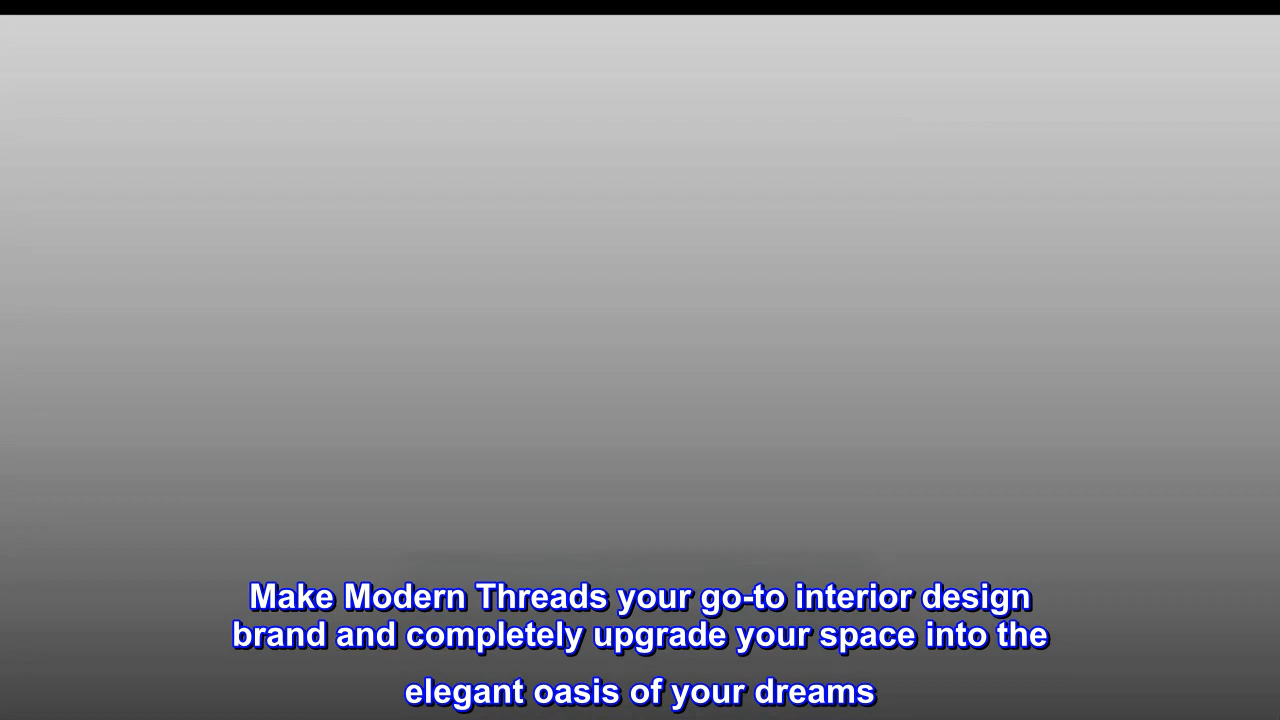 Make Modern Threads your go-to interior design
brand and completely upgrade your space into the
elegant oasis of your dreams